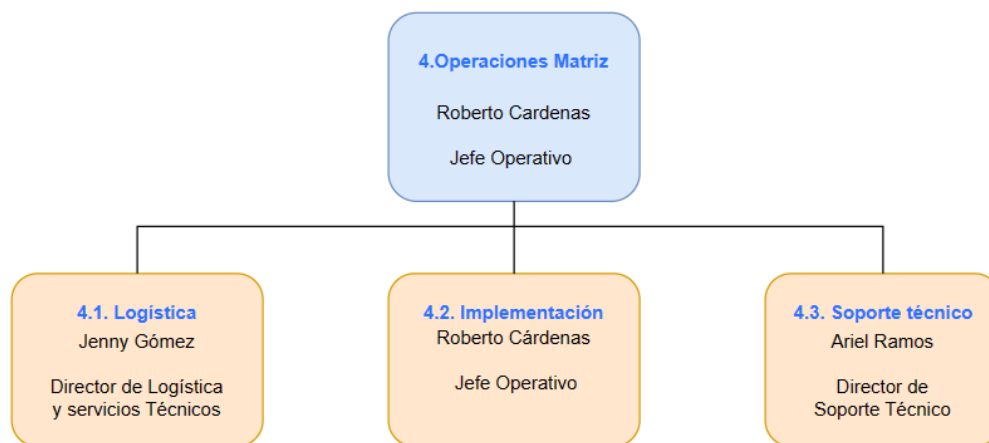 4.Operaciones Matriz
Roberto Cardenas
Jefe Operativo
4.1. Logística
Jenny Gómez
Director de Logística
y servicios Técnicos
4.2. Implementación
Roberto Cárdenas
Jefe Operativo
4.3. Soporte técnico
Ariel Ramos
Director de
Soporte Técnico